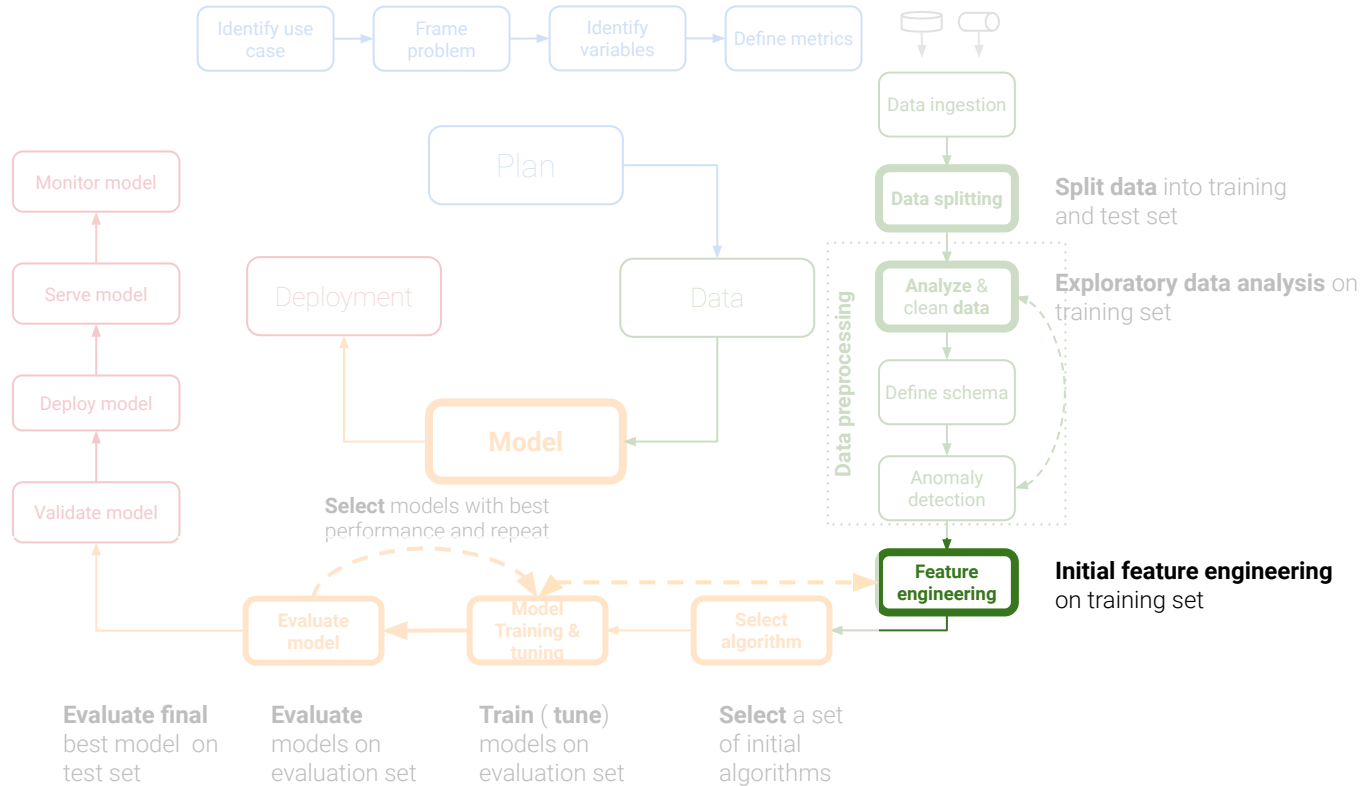 Identify use
case
Frame
problem
Identify
variables
Define metrics
Data ingestion
Plan
Monitor model
Data splitting
Split data into training
and test set
Serve model
Deployment
Data
Data preprocessing
Analyze &
clean data
Exploratory data analysis on
training set
Deploy model
Define schema
Model
Validate model
Anomaly
detection
Select models with best
performance and repeat
Feature
engineering
Initial feature engineering
on training set
Evaluate
model
Model
Training &
tuning
Select
algorithm
Evaluate final
best model on
test set
Evaluate
models on
evaluation set
Train ( tune)
models on
evaluation set
Select a set
of initial
algorithms